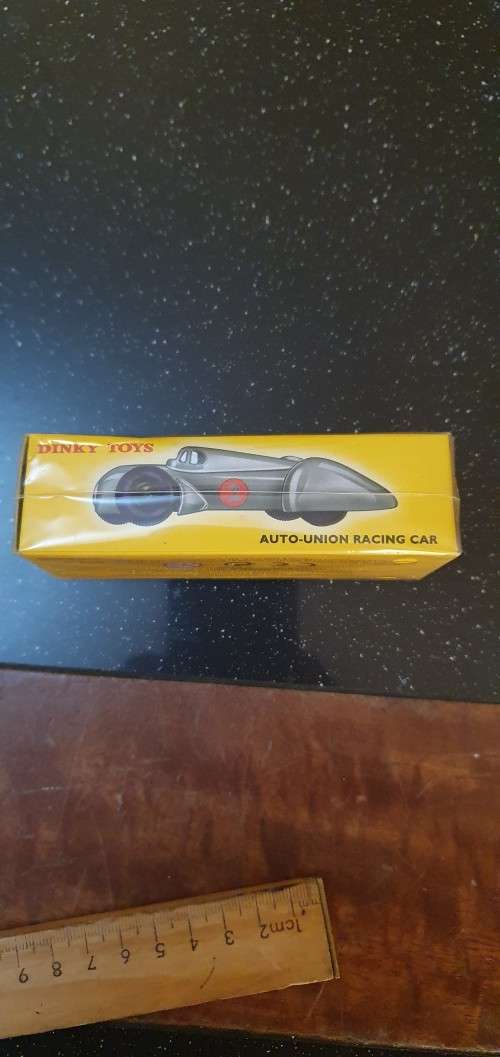 DINKY TOYS
AUTO-UNION RACING CAR
1cm2 3 4 5 6 7 8 9